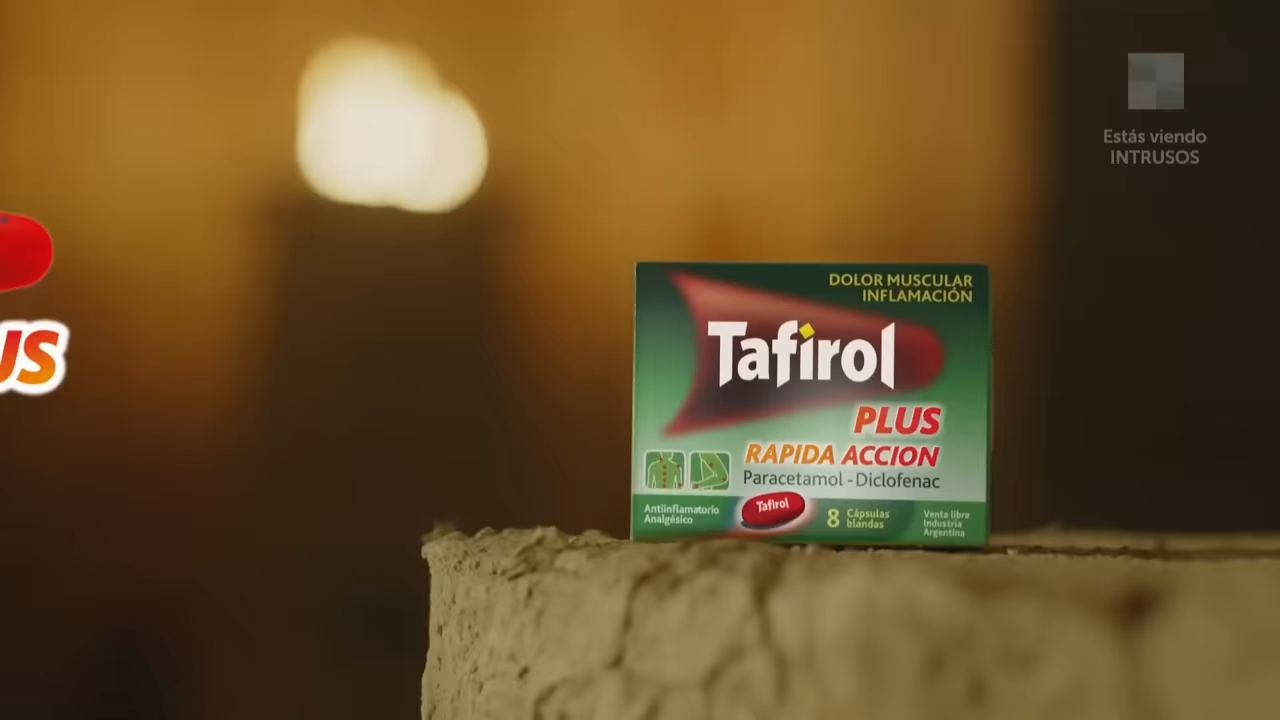 Estás viendo
INTRUSOS
US
DOLOR MUSCULAR
INFLAMACIÓN
Tafirol
PLUS
RAPIDA ACCION
Paracetamol - Diclofenac
Antiinflamatorio
Analgésico
Tafirol
8 Cápsulas
blandas
Venta libre
Industria
Argentina